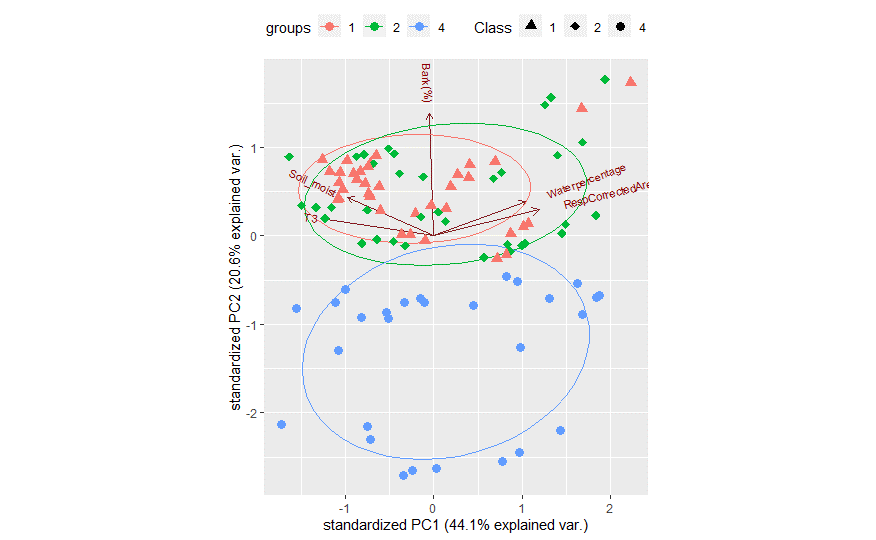 groups 1 2 4 Class 1 2 4
Bark(%)
Soil_moist
T3
Waterpercentage
RespCorrectedAre
standardized PC2 (20.6% explained var.)
1
0
-1
-2
-1 0 1 2
standardized PC1 (44.1% explained var.)